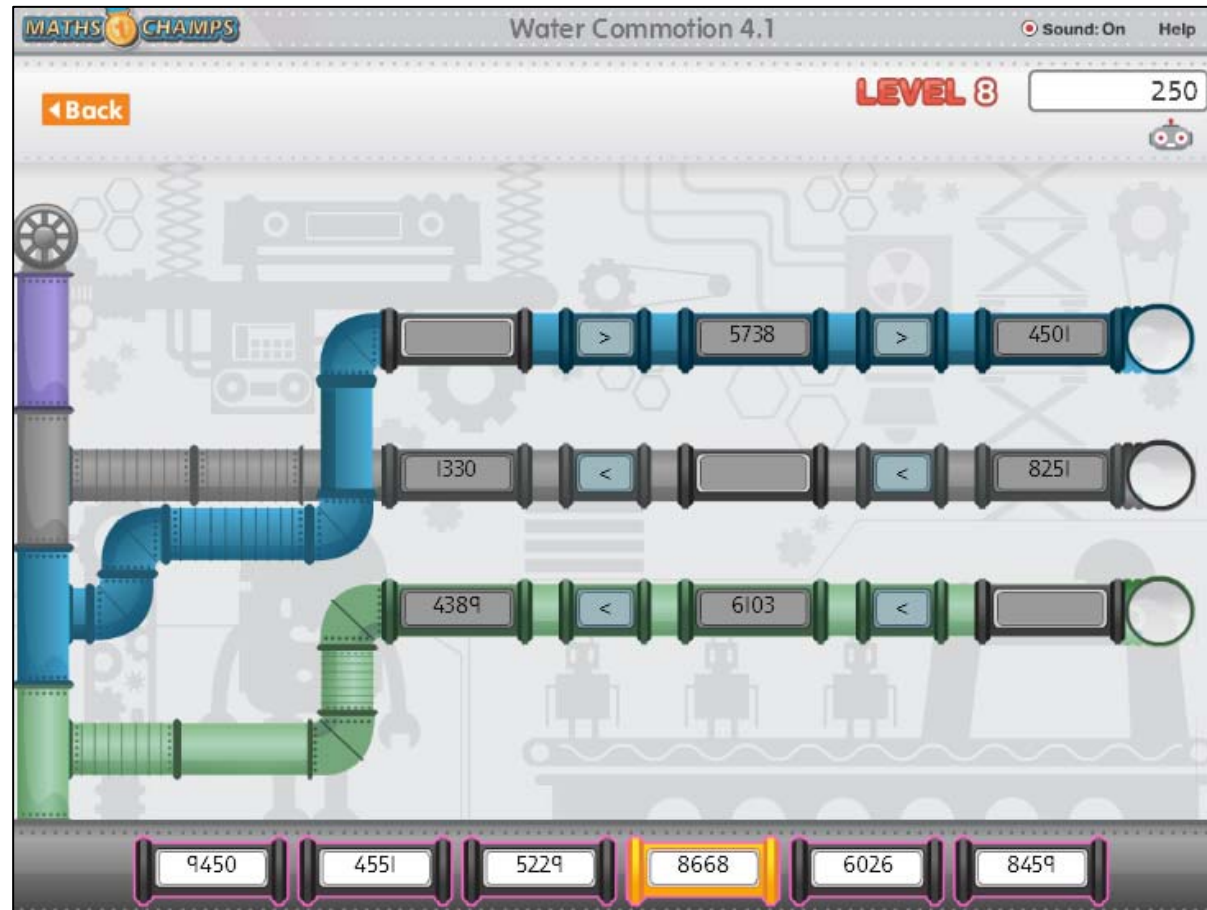 MATHS CHAMPS Water Commotion 4.1 Sound: On Help
LEVEL 8 250
Back
> 5738 > 4501
1330 < < 8251
4389 < 6103 <
9450 4551 5229 8668 6026 8459